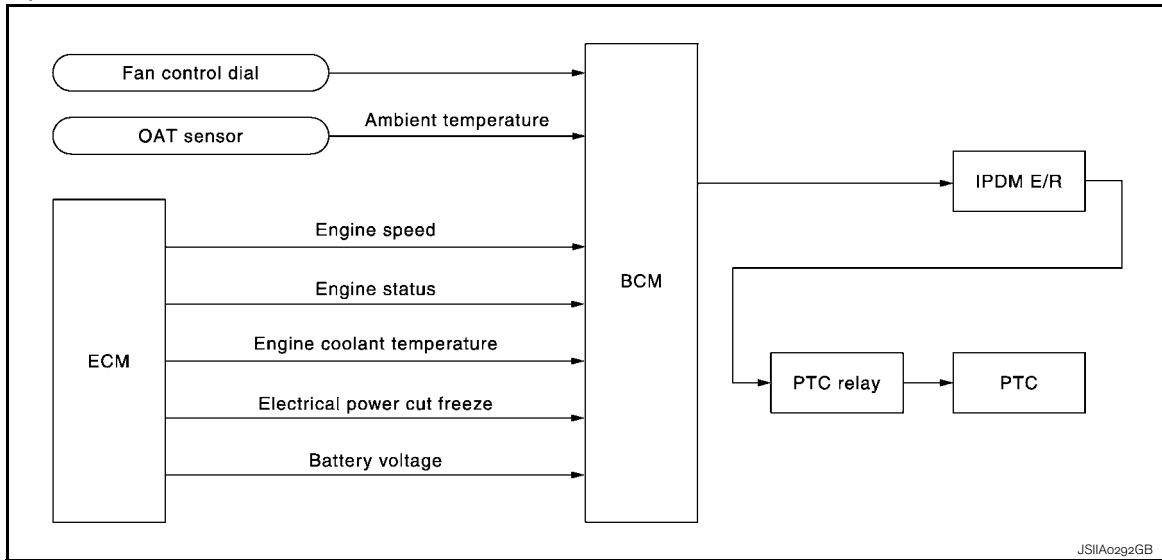 Fan control dial
OAT sensor
Ambient temperature
ECM
Engine speed
Engine status
Engine coolant temperature
Electrical power cut freeze
Battery voltage
BCM
IPDM E/R
PTC relay
PTC
JSIIA0292GB